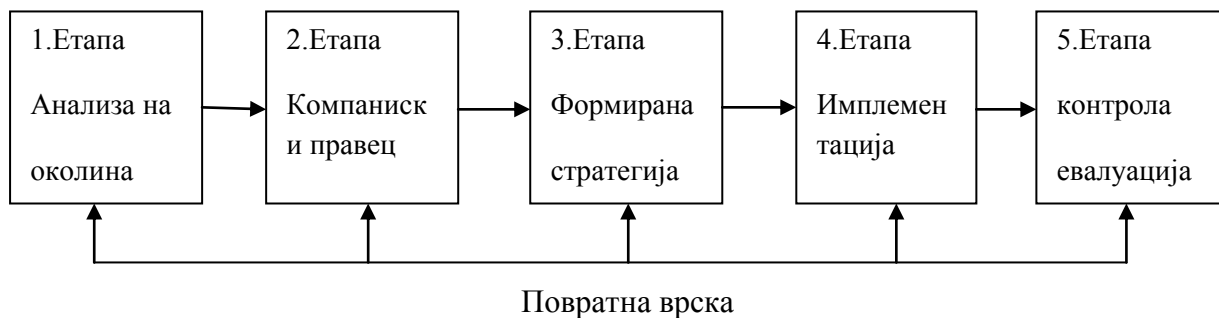 1.Етапа
Анализа на
околина
2.Етапа
Компаниск
и правец
3.Етапа
Формирана
стратегија
4.Етапа
Имплемен
тација
5.Етапа
контрола
евалуација
Повратна врска